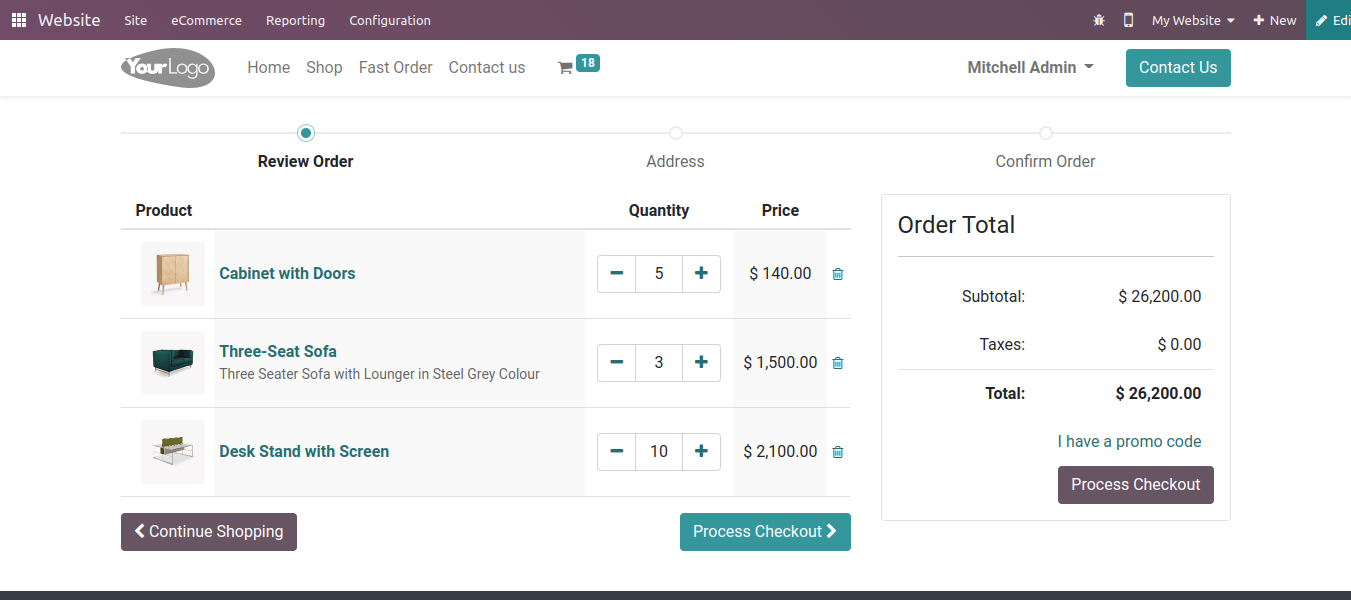 Website Site eCommerce Reporting Configuration My Website New Edi
YourLogo Home Shop Fast Order Contact us 18 Mitchell Admin Contact Us
Review Order Address Confirm Order
Product Quantity Price
Cabinet with Doors 5 $ 140.00
Three-Seat Sofa
Three Seater Sofa with Lounger in Steel Grey Colour
3 $ 1,500.00
Desk Stand with Screen 10 $ 2,100.00
Continue Shopping Process Checkout
Order Total
Subtotal: $ 26,200.00
Taxes: $ 0.00
Total: $ 26,200.00
I have a promo code
Process Checkout